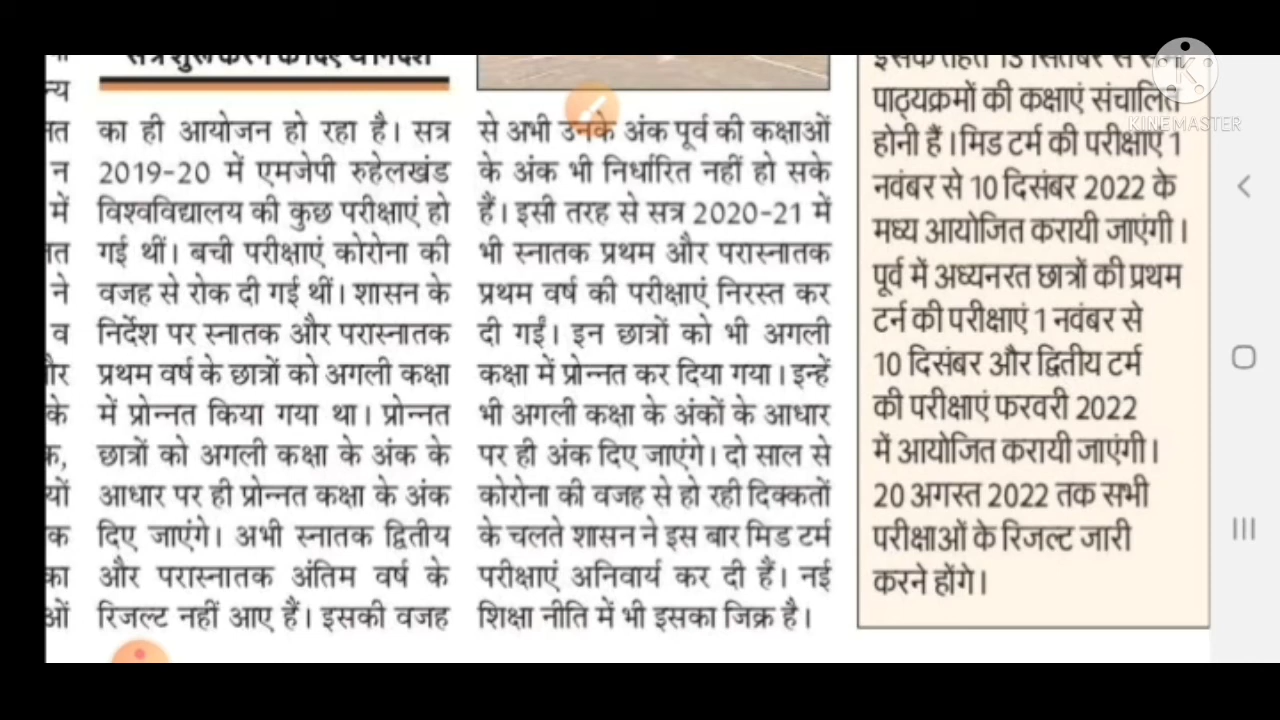 सत्र शुरू करने के दिए थे निर्देश
न्य
का ही आयोजन हो रहा है। सत्र
2019-20 में एमजेपी रुहेलखंड
विश्वविद्यालय की कुछ परीक्षाएं हो
गई थीं। बची परीक्षाएं कोरोना की
वजह से रोक दी गई थीं। शासन के
निर्देश पर स्नातक और परास्नातक
प्रथम वर्ष के छात्रों को अगली कक्षा
में प्रोन्नत किया गया था। प्रोन्नत
छात्रों को अगली कक्षा के अंक के
आधार पर ही प्रोन्नत कक्षा के अंक
दिए जाएंगे। अभी स्नातक द्वितीय
और परास्नातक अंतिम वर्ष के
रिजल्ट नहीं आए हैं। इसकी वजह
से अभी उनके अंक पूर्व की कक्षाओं
के अंक भी निर्धारित नहीं हो सके
हैं। इसी तरह से सत्र 2020-21 में
भी स्नातक प्रथम और परास्नातक
प्रथम वर्ष की परीक्षाएं निरस्त कर
दी गईं। इन छात्रों को भी अगली
कक्षा में प्रोन्नत कर दिया गया। इन्हें
भी अगली कक्षा के अंकों के आधार
पर ही अंक दिए जाएंगे। दो साल से
कोरोना की वजह से हो रही दिक्कतों
के चलते शासन ने इस बार मिड टर्म
परीक्षाएं अनिवार्य कर दी हैं। नई
शिक्षा नीति में भी इसका जिक्र है।
इसके तहत 13 सितंबर से
पाठ्यक्रमों की कक्षाएं संचालित
होनी हैं। मिड टर्म की परीक्षाएं 1
नवंबर से 10 दिसंबर 2022 के
मध्य आयोजित करायी जाएंगी।
पूर्व में अध्यनरत छात्रों की प्रथम
टर्न की परीक्षाएं 1 नवंबर से
10 दिसंबर और द्वितीय टर्म
की परीक्षाएं फरवरी 2022
में आयोजित करायी जाएंगी।
20 अगस्त 2022 तक सभी
परीक्षाओं के रिजल्ट जारी
करने होंगे।
K
KINEMASTER